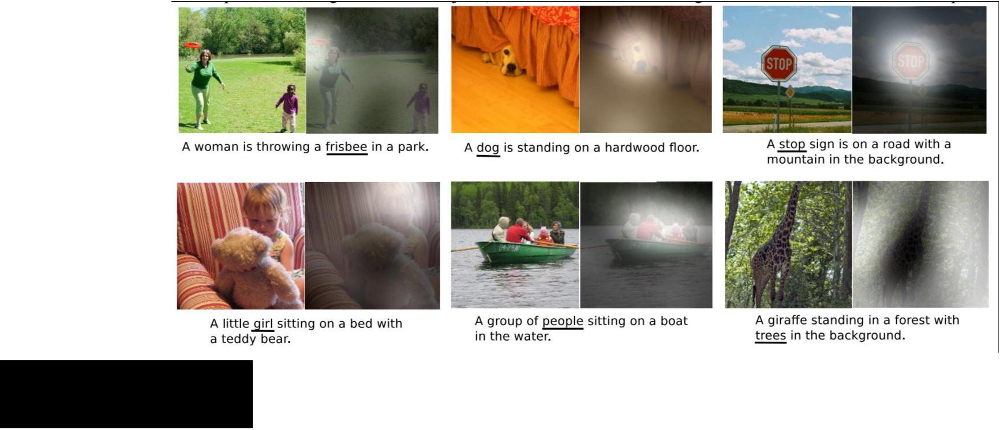 A woman is throwing a frisbee in a park.
A dog is standing on a hardwood floor.
A stop sign is on a road with a
mountain in the background.
STOP
STOP
A little girl sitting on a bed with
a teddy bear.
A group of people sitting on a boat
in the water.
A giraffe standing in a forest with
trees in the background.